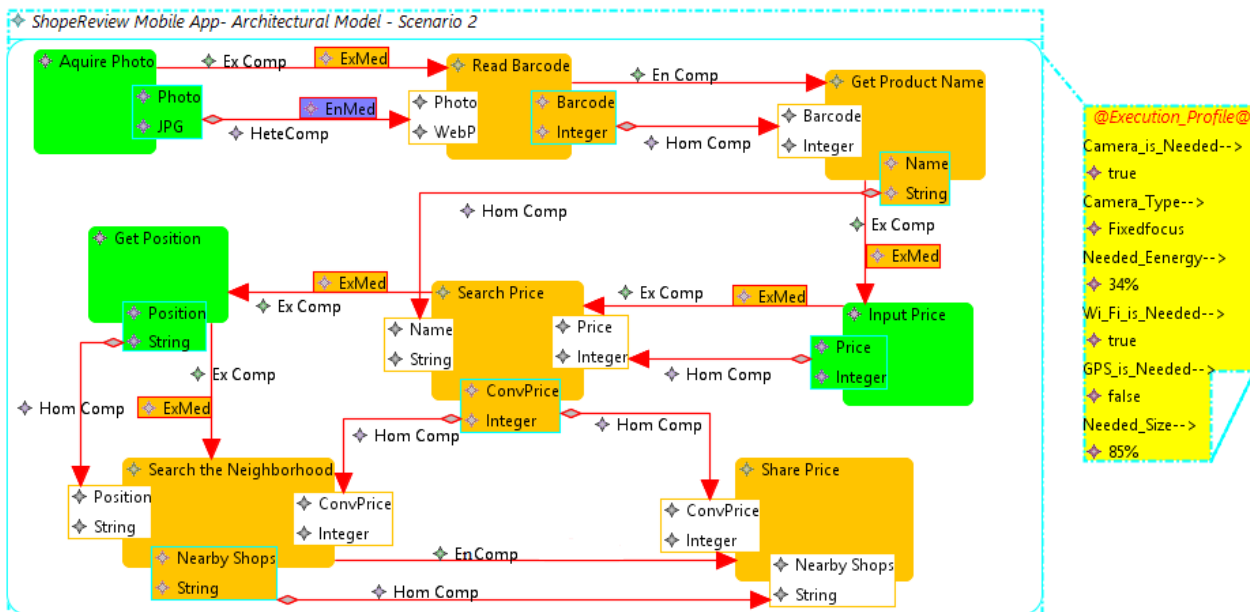 ShopeReview Mobile App- Architectural Model - Scenario 2
Aquire Photo
Ex Comp
ExMed
Read Barcode
En Comp
Get Product Name
Photo
JPG
EnMed
HeteComp
Photo
WebP
Barcode
Integer
Hom Comp
Barcode
Integer
Name
String
Hom Comp
Ex Comp
ExMed
Get Position
ExMed
Ex Comp
Search Price
Ex Comp
ExMed
Input Price
Position
String
Name
String
Price
Integer
Price
Integer
Hom Comp
Ex Comp
ExMed
Hom Comp
ConvPrice
Integer
Hom Comp
Hom Comp
Search the Neighborhood
Share Price
Position
String
ConvPrice
Integer
ConvPrice
Integer
Nearby Shops
String
EnComp
Hom Comp
Nearby Shops
String
@Execution_Profile@
Camera_is_Needed-->
true
Camera_Type-->
Fixedfocus
Needed_Eenergy-->
34%
Wi_Fi_is_Needed-->
true
GPS_is_Needed-->
false
Needed_Size-->
85%